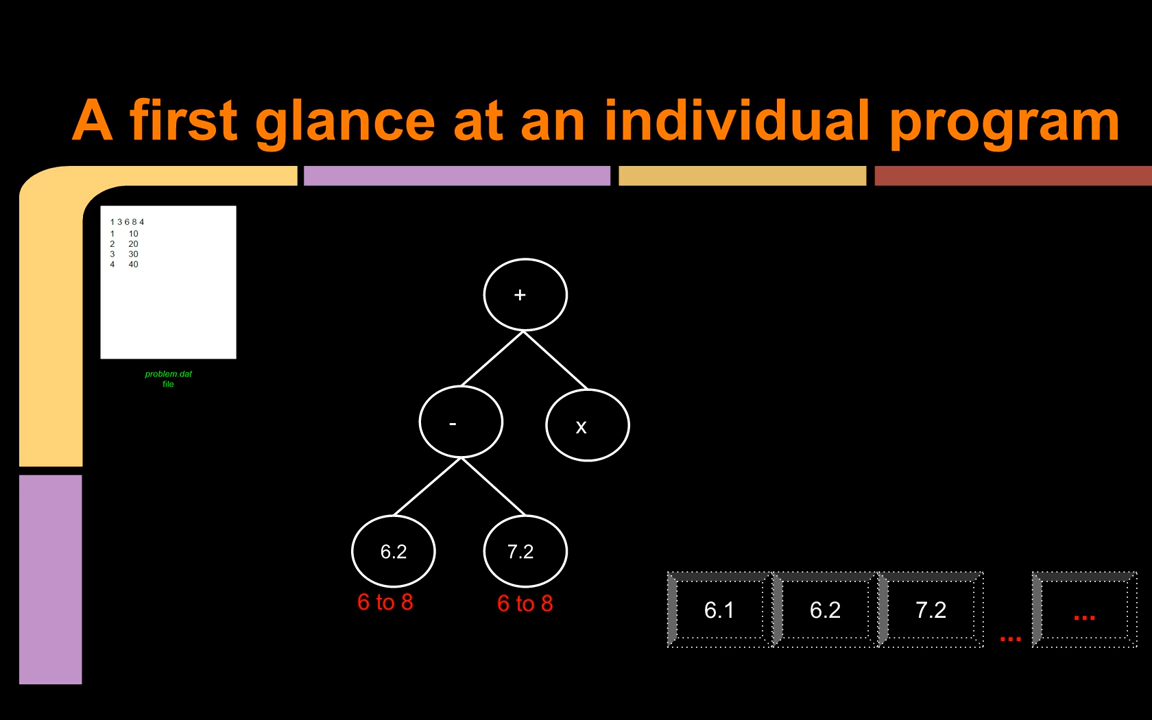 A first glance at an individual program
1 3 6 8 4
1 10
2 20
3 30
4 40
problem.dat
file
+
-
x
6.2
7.2
6 to 8
6 to 8
6.1
6.2
7.2
...
...